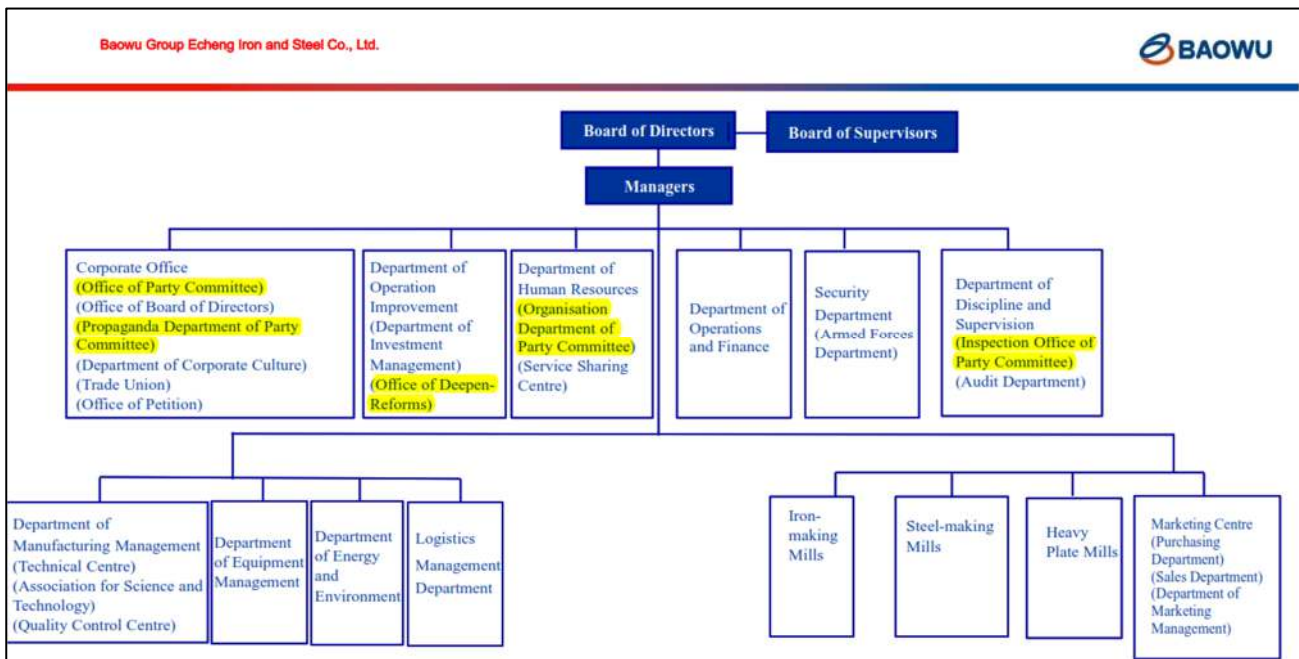 Baowu Group Echeng Iron and Steel Co., Ltd.
BAOWU
Board of Directors
Board of Supervisors
Managers
Corporate Office
(Office of Party Committee)
(Office of Board of Directors)
(Propaganda Department of Party
Committee)
(Department of Corporate Culture)
(Trade Union)
(Office of Petition)
Department of
Operation
Improvement
(Department of
Investment
Management)
(Office of Deepen-
Reforms)
Department of
Human Resources
(Organisation
Department of
Party Committee)
(Service Sharing
Centre)
Department of
Operations
and Finance
Security
Department
(Armed Forces
Department)
Department of
Discipline and
Supervision
(Inspection Office of
Party Committee)
(Audit Department)
Department of
Manufacturing Management
(Technical Centre)
(Association for Science and
Technology)
(Quality Control Centre)
Department
of Equipment
Management
Department
of Energy
and
Environment
Logistics
Management
Department
Iron-
making
Mills
Steel-making
Mills
Heavy
Plate Mills
Marketing Centre
(Purchasing
Department)
(Sales Department)
(Department of
Marketing
Management)